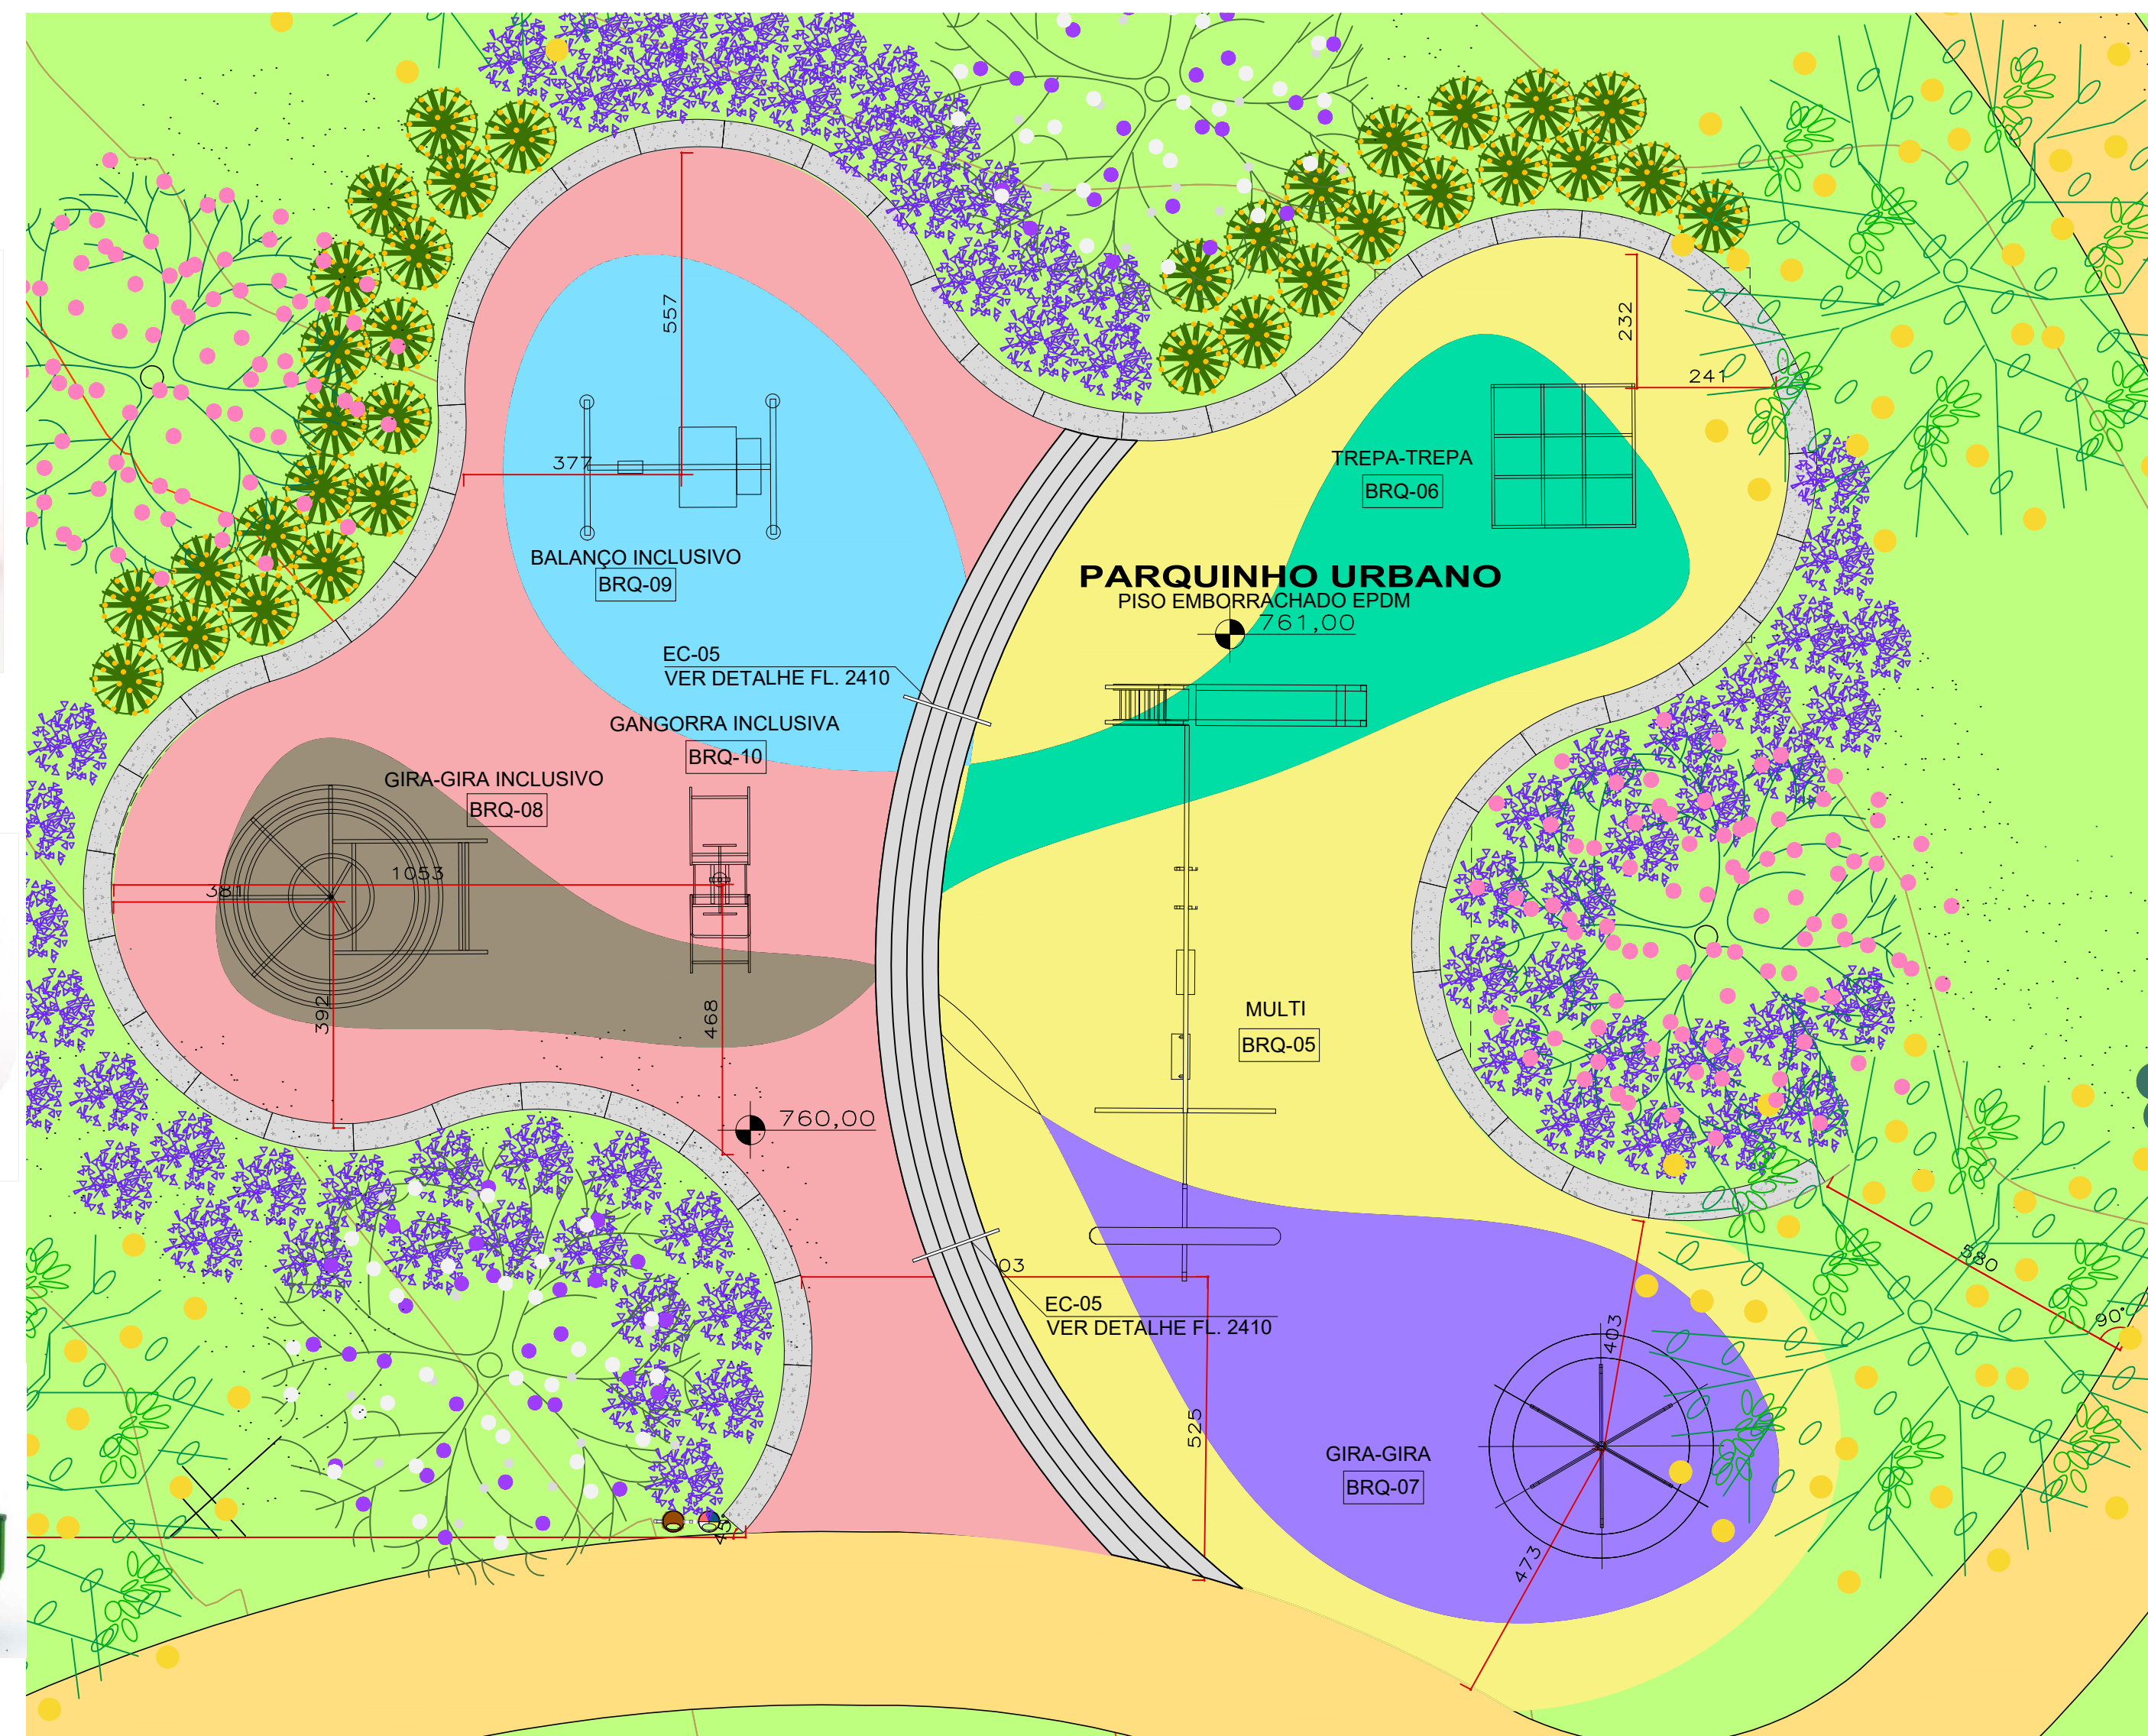 557
232
241
377
TREPA-TREPA
BRQ-06
BALANÇO INCLUSIVO
BRQ-09
PARQUINHO URBANO
PISO EMBORRACHADO EPDM
761,00
EC-05
VER DETALHE FL. 2410
GANGORRA INCLUSIVA
BRQ-10
GIRA-GIRA INCLUSIVO
BRQ-08
1053
381
392
468
MULTI
BRQ-05
760,00
580
90°
03
EC-05
VER DETALHE FL. 2410
403
525
GIRA-GIRA
BRQ-07
473
45°